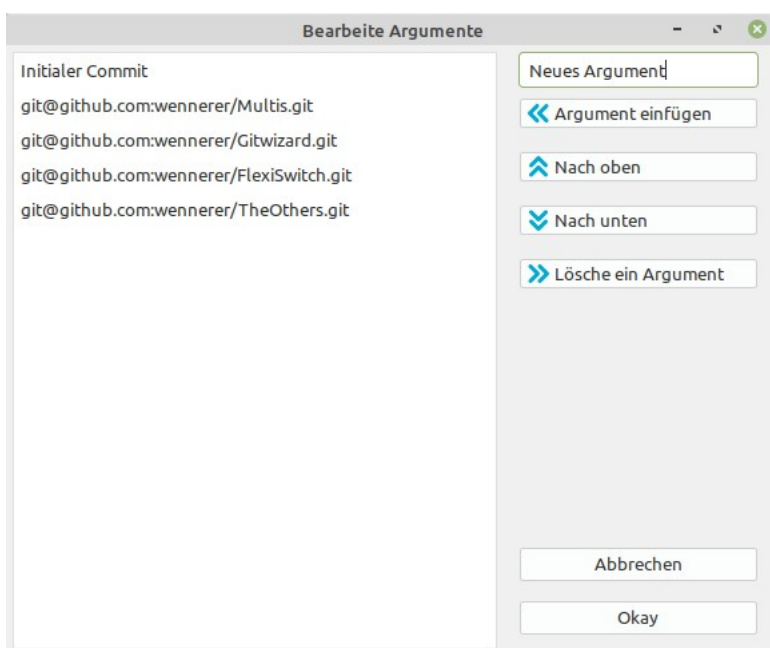 Bearbeite Argumente
Initialer Commit
git@github.com:wennerer/Multis.git
git@github.com:wennerer/Gitwizard.git
git@github.com:wennerer/FlexiSwitch.git
git@github.com:wennerer/TheOthers.git
Neues Argument
Argument einfügen
Nach oben
Nach unten
Lösche ein Argument
Abbrechen
Okay